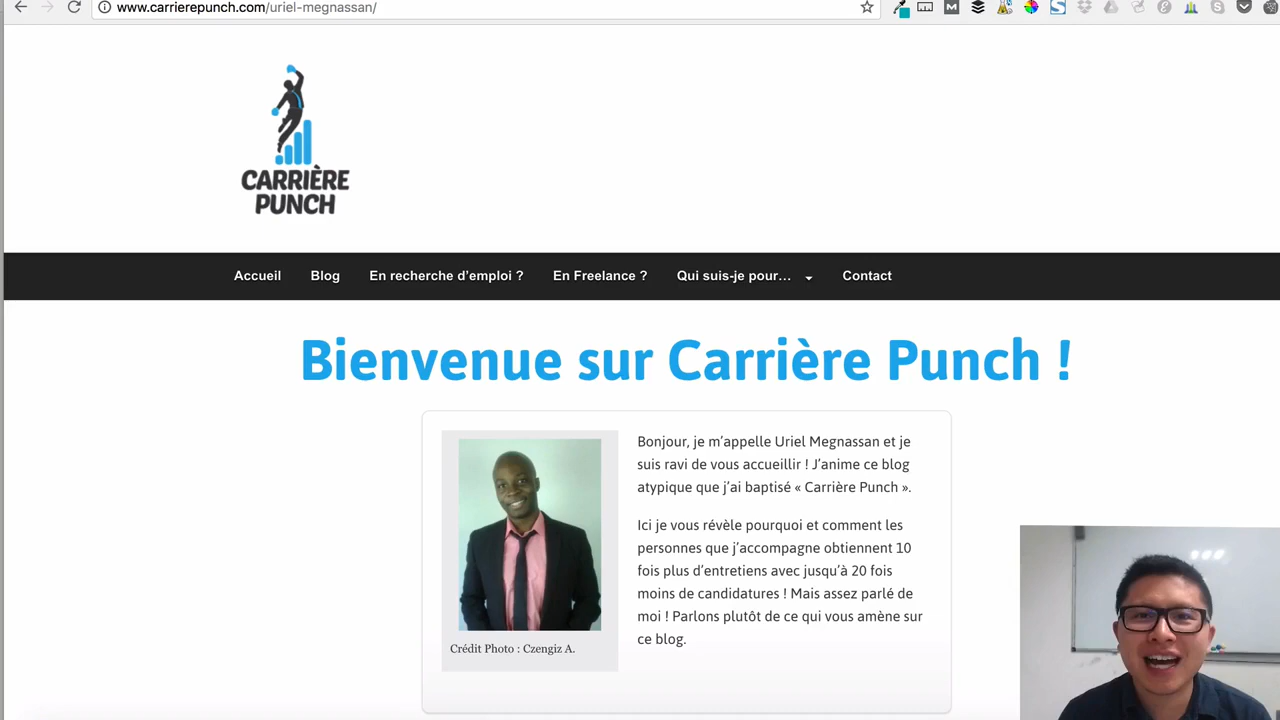 www.carrierepunch.com/uriel-megnassan/
CARRIÈRE
PUNCH
Accueil Blog En recherche d'emploi ? En Freelance ? Qui suis-je pour... Contact
Bienvenue sur Carrière Punch !
Bonjour, je m'appelle Uriel Megnassan et je
suis ravi de vous accueillir ! J'anime ce blog
atypique que j'ai baptisé « Carrière Punch ».
Ici je vous révèle pourquoi et comment les
personnes que j'accompagne obtiennent 10
fois plus d'entretiens avec jusqu'à 20 fois
moins de candidatures ! Mais assez parlé de
moi ! Parlons plutôt de ce qui vous amène sur
ce blog.
Crédit Photo : Czengiz A.